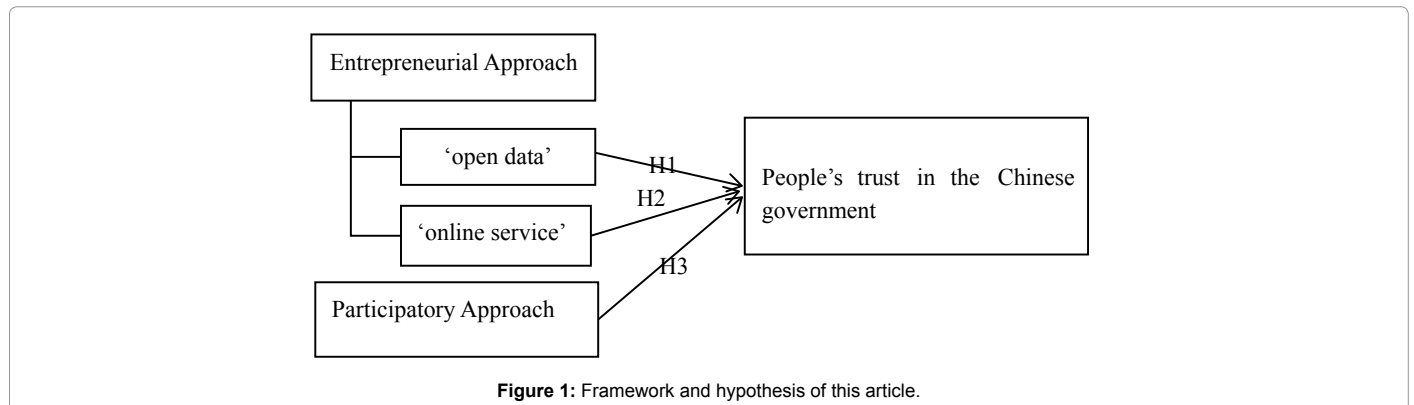 Entrepreneurial Approach
‘open data’
H1
H2
‘online service’
H3
Participatory Approach
People’s trust in the Chinese
government
Figure 1: Framework and hypothesis of this article.